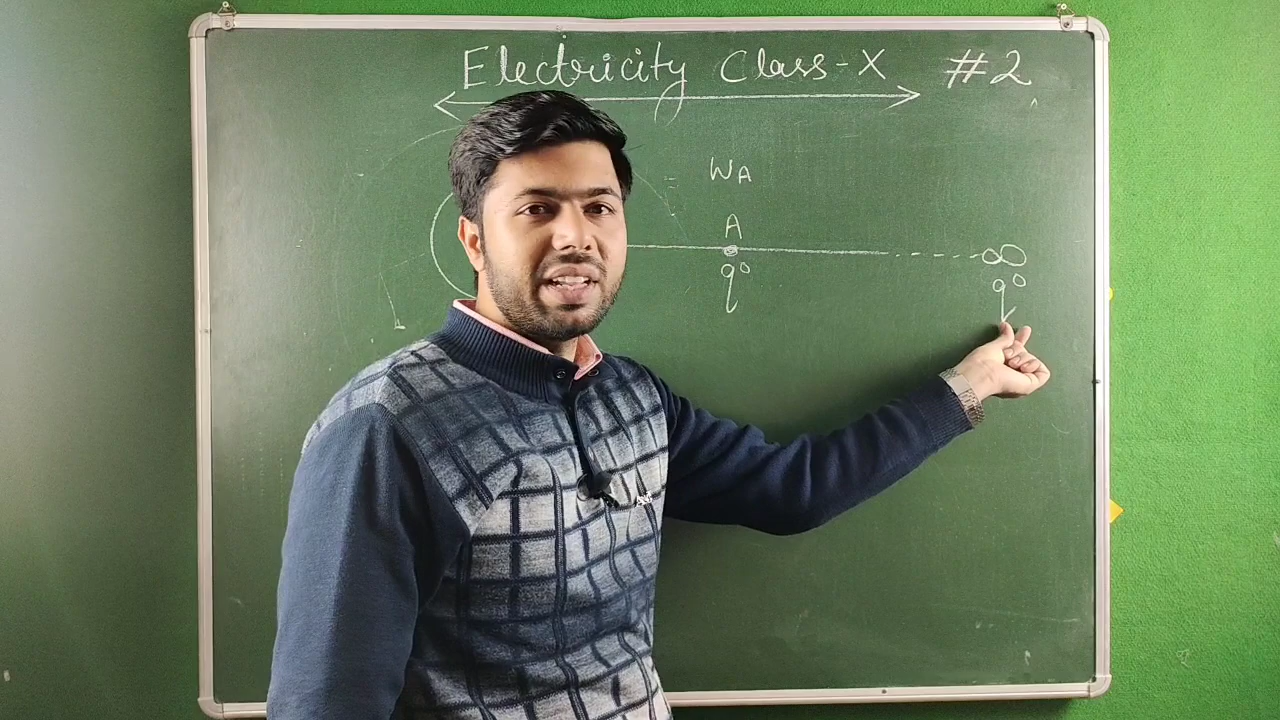 Electricity Class-X #2
= WA
A
∞
q° q°